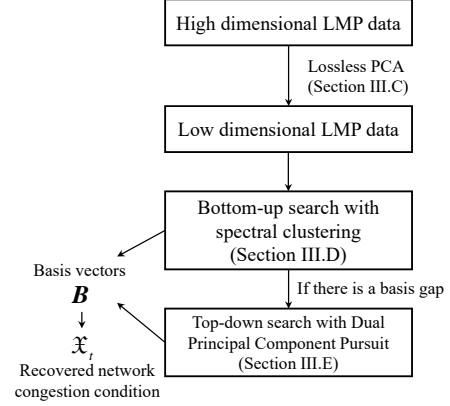 High dimensional LMP data
Lossless PCA
(Section III.C)
Low dimensional LMP data
Bottom-up search with
spectral clustering
(Section III.D)
If there is a basis gap
Top-down search with Dual
Principal Component Pursuit
(Section III.E)
Basis vectors
B
𝔛t
Recovered network
congestion condition